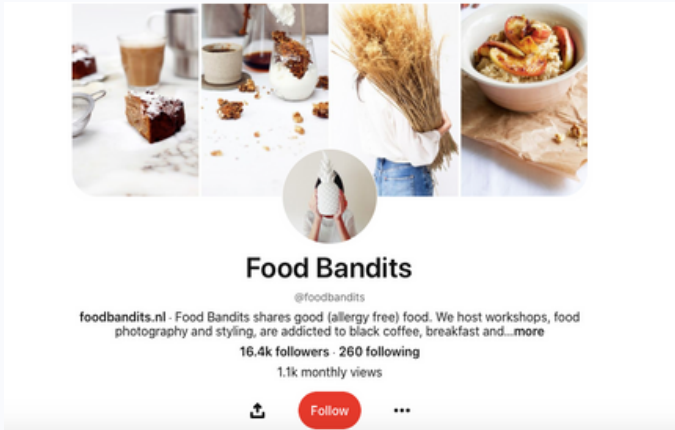 Food Bandits
@foodbandits
foodbandits.nl · Food Bandits shares good (allergy free) food. We host workshops, food
photography and styling, are addicted to black coffee, breakfast and...more
16.4k followers · 260 following
1.1k monthly views
Follow